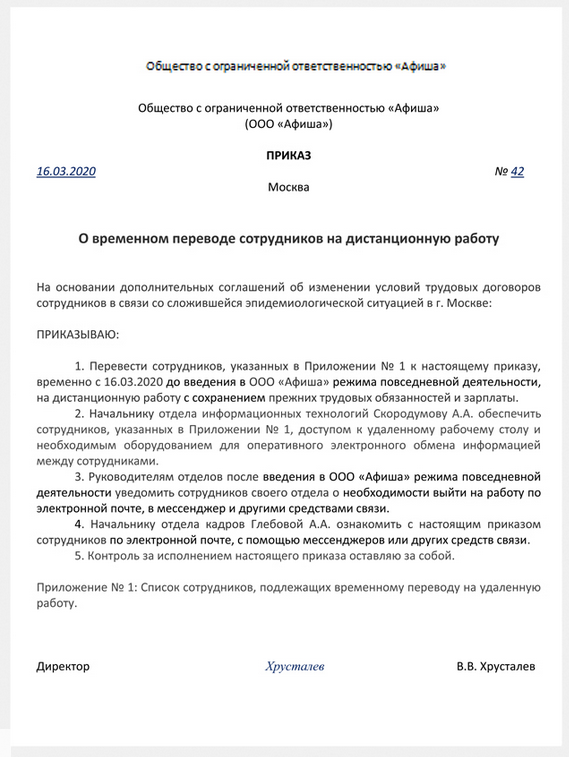 Общество с ограниченной ответственностью «Афиша»
Общество с ограниченной ответственностью «Афиша»
(ООО «Афиша»)
ПРИКАЗ
16.03.2020 № 42
Москва
О временном переводе сотрудников на дистанционную работу
На основании дополнительных соглашений об изменении условий трудовых договоров
сотрудников в связи со сложившейся эпидемиологической ситуацией в г. Москве:
ПРИКАЗЫВАЮ:
1. Перевести сотрудников, указанных в Приложении № 1 к настоящему приказу,
временно с 16.03.2020 до введения в ООО «Афиша» режима повседневной деятельности,
на дистанционную работу с сохранением прежних трудовых обязанностей и зарплаты.
2. Начальнику отдела информационных технологий Скородумову А.А. обеспечить
сотрудников, указанных в Приложении № 1, доступом к удаленному рабочему столу и
необходимым оборудованием для оперативного электронного обмена информацией
между сотрудниками.
3. Руководителям отделов после введения в ООО «Афиша» режима повседневной
деятельности уведомить сотрудников своего отдела о необходимости выйти на работу по
электронной почте, в мессенджер и другими средствами связи.
4. Начальнику отдела кадров Глебовой А.А. ознакомить с настоящим приказом
сотрудников по электронной почте, с помощью мессенджеров или других средств связи.
5. Контроль за исполнением настоящего приказа оставляю за собой.
Приложение № 1: Список сотрудников, подлежащих временному переводу на удаленную
работу.
Директор Хрусталев В.В. Хрусталев